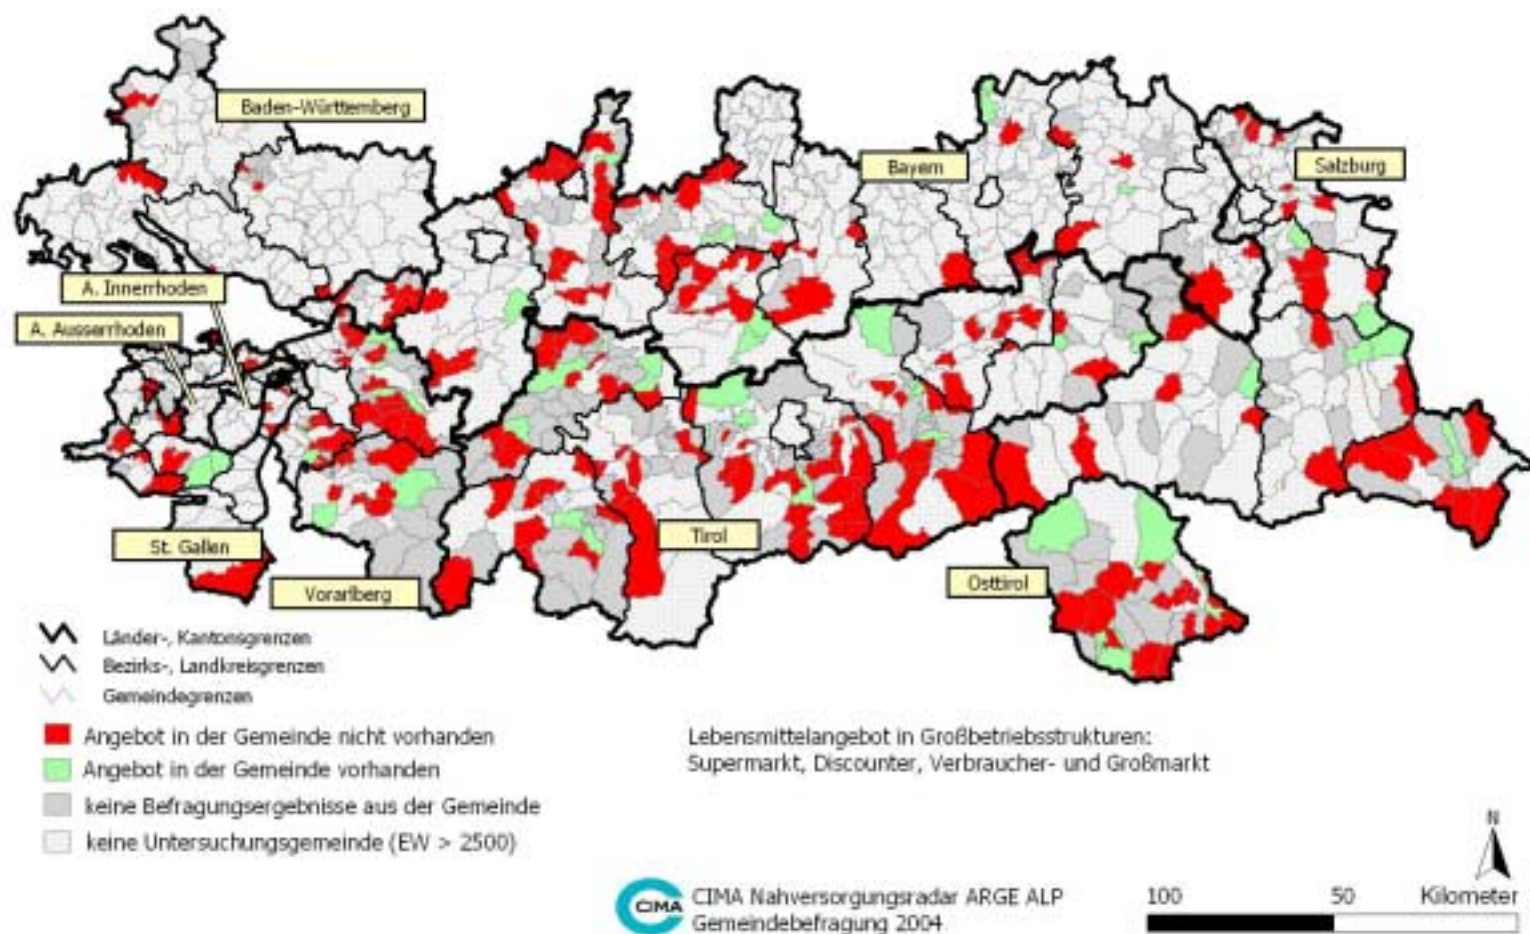 Baden-Württemberg
Bayern
Salzburg
A. Innerrhoden
A. Ausserrhoden
St. Gallen
Vorarlberg
Tirol
Osttirol
Länder-, Kantonsgrenzen
Bezirks-, Landkreisgrenzen
Gemeindegrenzen
Angebot in der Gemeinde nicht vorhanden
Angebot in der Gemeinde vorhanden
keine Befragungsergebnisse aus der Gemeinde
keine Untersuchungsgemeinde (EW > 2500)
Lebensmittelangebot in Großbetriebsstrukturen:
Supermarkt, Discounter, Verbraucher- und Großmarkt
N
CIMA
CIMA Nahversorgungsradar ARGE ALP
Gemeindebefragung 2004
100 50 Kilometer